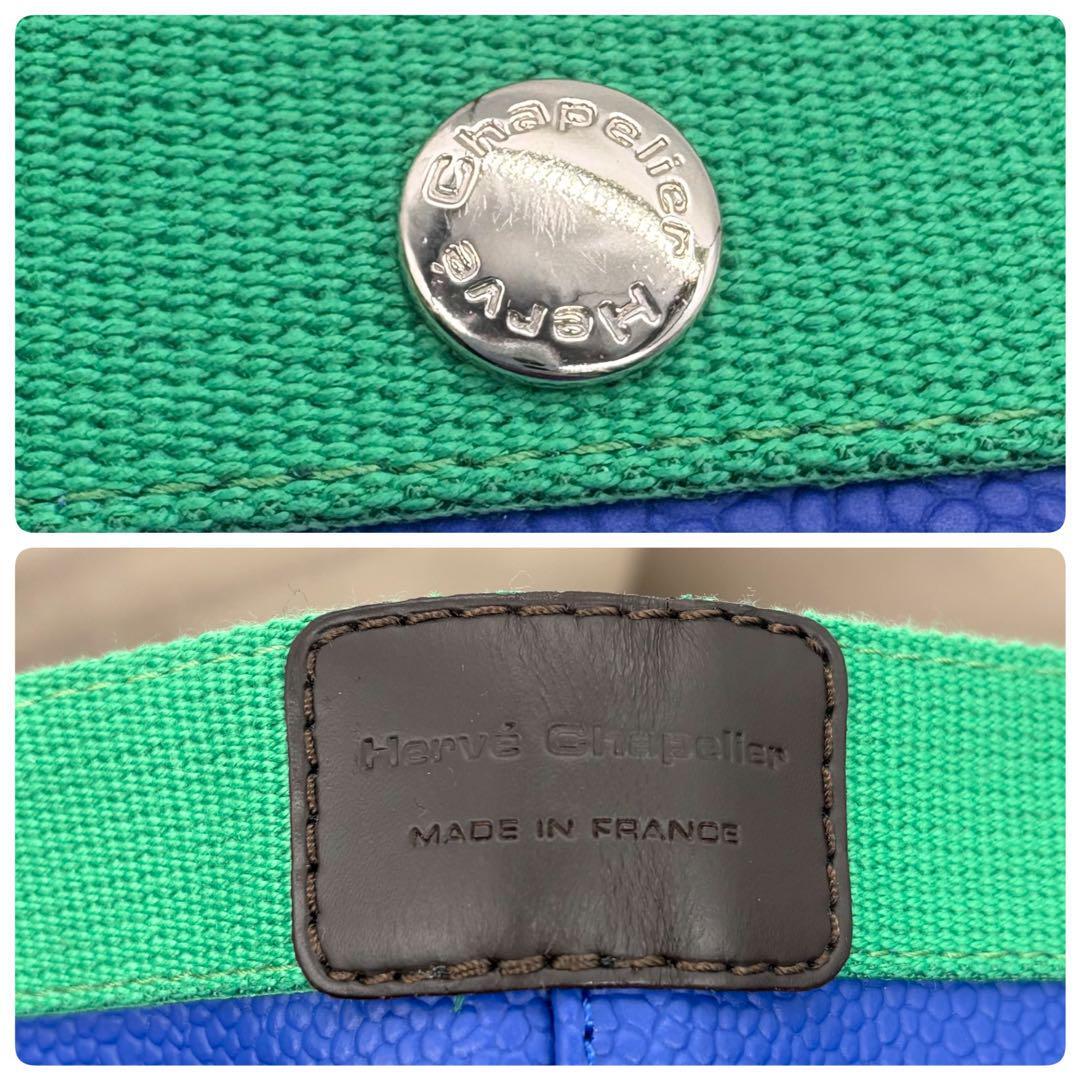 Chapelier
Hervé
Hervé Chapelier
MADE IN FRANCE